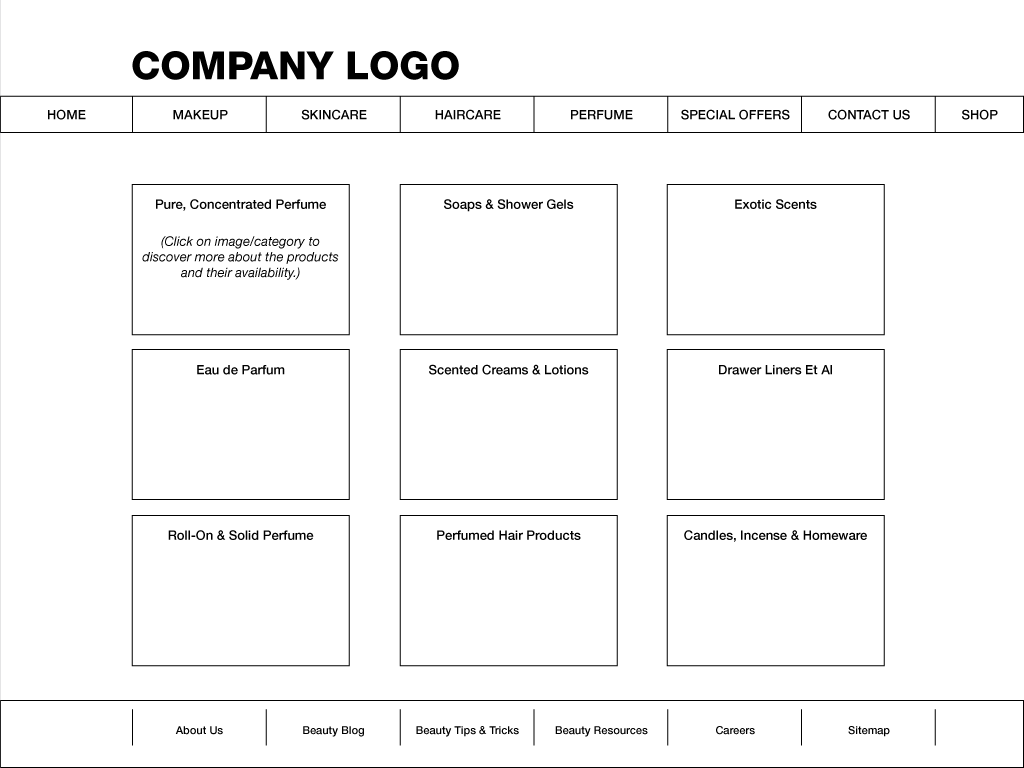 COMPANY LOGO
HOME MAKEUP SKINCARE HAIRCARE PERFUME SPECIAL OFFERS CONTACT US SHOP
Pure, Concentrated Perfume
(Click on image/category to
discover more about the products
and their availability.)
Soaps & Shower Gels
Exotic Scents
Eau de Parfum
Scented Creams & Lotions
Drawer Liners Et Al
Roll-On & Solid Perfume
Perfumed Hair Products
Candles, Incense & Homeware
About Us Beauty Blog Beauty Tips & Tricks Beauty Resources Careers Sitemap